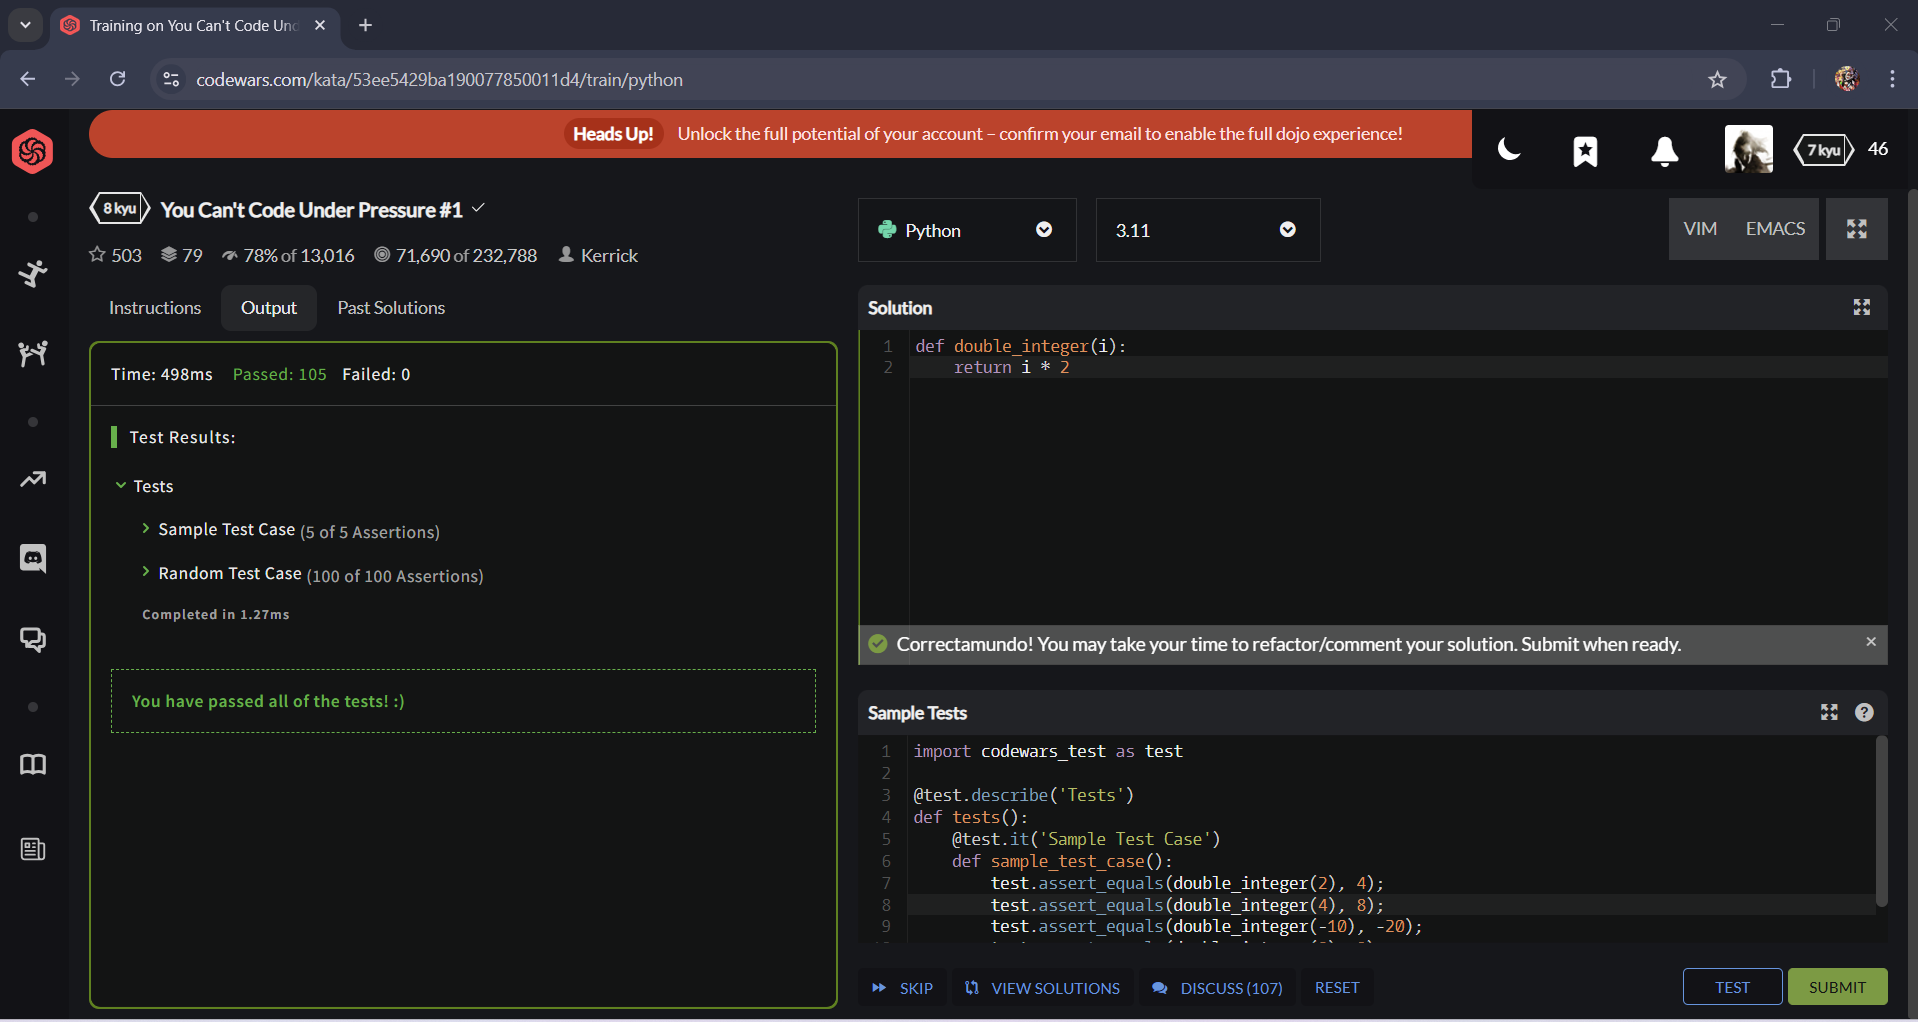 Training on You Can't Code Und
codewars.com/kata/53ee5429ba190077850011d4/train/python
Heads Up! Unlock the full potential of your account – confirm your email to enable the full dojo experience!
7 kyu 46
8 kyu You Can't Code Under Pressure #1
503 79 78% of 13,016 71,690 of 232,788 Kerrick
Python 3.11 VIM EMACS
Instructions Output Past Solutions
Time: 498ms Passed: 105 Failed: 0
Test Results:
Tests
Sample Test Case (5 of 5 Assertions)
Random Test Case (100 of 100 Assertions)
Completed in 1.27ms
You have passed all of the tests! :)
Solution
1 def double_integer(i):
2 return i * 2
Correctamundo! You may take your time to refactor/comment your solution. Submit when ready.
Sample Tests
1 import codewars_test as test
2
3 @test.describe('Tests')
4 def tests():
5 @test.it('Sample Test Case')
6 def sample_test_case():
7 test.assert_equals(double_integer(2), 4);
8 test.assert_equals(double_integer(4), 8);
9 test.assert_equals(double_integer(-10), -20);
SKIP VIEW SOLUTIONS DISCUSS (107) RESET TEST SUBMIT